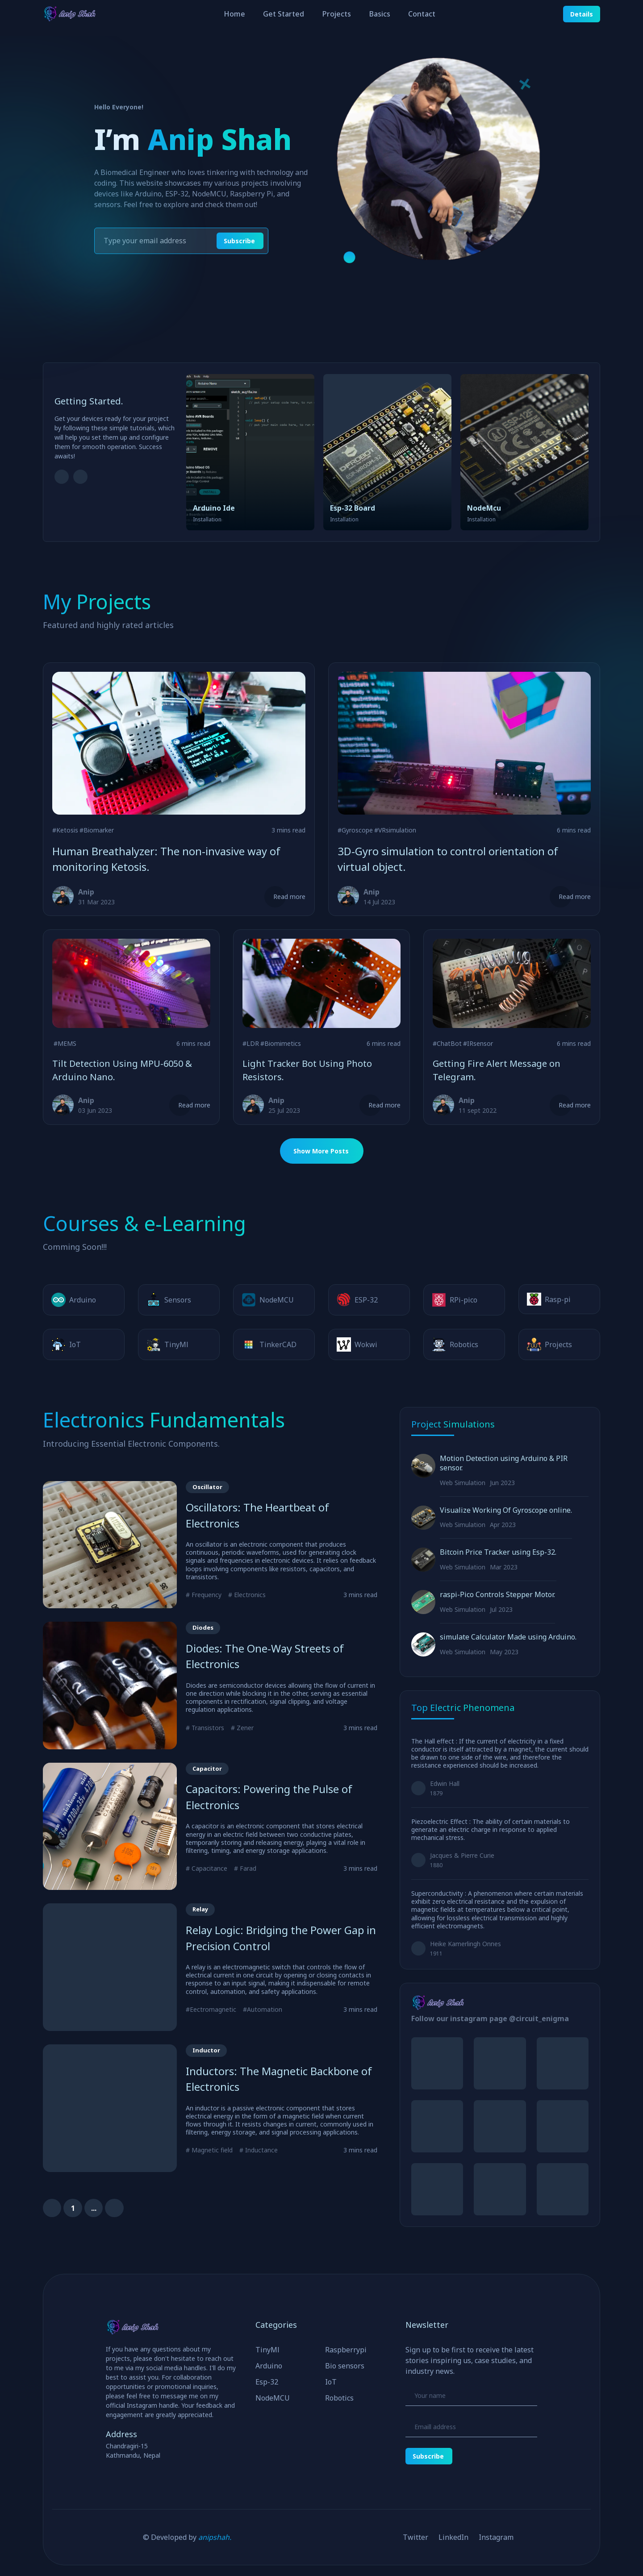 Anip Shah
Home
Get Started
Projects
Basics
Contact
Details
Hello Everyone!
I'm Anip Shah
A Biomedical Engineer who loves tinkering with technology and
coding. This website showcases my various projects involving
devices like Arduino, ESP-32, NodeMCU, Raspberry Pi, and
sensors. Feel free to explore and check them out!
Type your email address
Subscribe
Getting Started.
Get your devices ready for your project
by following these simple tutorials, which
will help you set them up and configure
them for smooth operation. Success
awaits!
REMOVE
Arduino Ide
Installation
Esp-32 Board
Installation
NodeMcu
Installation
My Projects
Featured and highly rated articles
#Ketosis #Biomarker
3 mins read
Human Breathalyzer: The non-invasive way of
monitoring Ketosis.
Anip
31 Mar 2023
Read more
#Gyroscope #VRsimulation
6 mins read
3D-Gyro simulation to control orientation of
virtual object.
Anip
14 Jul 2023
Read more
#MEMS
6 mins read
Tilt Detection Using MPU-6050 &
Arduino Nano.
Anip
03 Jun 2023
Read more
#LDR #Biomimetics
6 mins read
Light Tracker Bot Using Photo
Resistors.
Anip
25 Jul 2023
Read more
#ChatBot #IRsensor
6 mins read
Getting Fire Alert Message on
Telegram.
Anip
11 sept 2022
Read more
Show More Posts
Courses & e-Learning
Comming Soon!!!
Arduino
Sensors
NodeMCU
ESP-32
RPi-pico
Rasp-pi
IoT
TinyMl
TinkerCAD
W Wokwi
Robotics
Projects
Electronics Fundamentals
Introducing Essential Electronic Components.
Oscillator
Oscillators: The Heartbeat of
Electronics
An oscillator is an electronic component that produces
continuous, periodic waveforms, used for generating clock
signals and frequencies in electronic devices. It relies on feedback
loops involving components like resistors, capacitors, and
transistors.
# Frequency # Electronics
3 mins read
Diodes
Diodes: The One-Way Streets of
Electronics
Diodes are semiconductor devices allowing the flow of current in
one direction while blocking it in the other, serving as essential
components in rectification, signal clipping, and voltage
regulation applications.
# Transistors # Zener
3 mins read
Capacitor
Capacitors: Powering the Pulse of
Electronics
A capacitor is an electronic component that stores electrical
energy in an electric field between two conductive plates,
temporarily storing and releasing energy, playing a vital role in
filtering, timing, and energy storage applications.
# Capacitance # Farad
3 mins read
Relay
Relay Logic: Bridging the Power Gap in
Precision Control
A relay is an electromagnetic switch that controls the flow of
electrical current in one circuit by opening or closing contacts in
response to an input signal, making it indispensable for remote
control, automation, and safety applications.
#Eectromagnetic #Automation
3 mins read
Inductor
Inductors: The Magnetic Backbone of
Electronics
An inductor is a passive electronic component that stores
electrical energy in the form of a magnetic field when current
flows through it. It resists changes in current, commonly used in
filtering, energy storage, and signal processing applications.
# Magnetic field # Inductance
3 mins read
1
...
Project Simulations
Motion Detection using Arduino & PIR
sensor.
Web Simulation Jun 2023
Visualize Working Of Gyroscope online.
Web Simulation Apr 2023
Bitcoin Price Tracker using Esp-32.
Web Simulation Mar 2023
raspi-Pico Controls Stepper Motor.
Web Simulation Jul 2023
simulate Calculator Made using Arduino.
Web Simulation May 2023
Top Electric Phenomena
The Hall effect : If the current of electricity in a fixed
conductor is itself attracted by a magnet, the current should
be drawn to one side of the wire, and therefore the
resistance experienced should be increased.
Edwin Hall
1879
Piezoelectric Effect : The ability of certain materials to
generate an electric charge in response to applied
mechanical stress.
Jacques & Pierre Curie
1880
Superconductivity : A phenomenon where certain materials
exhibit zero electrical resistance and the expulsion of
magnetic fields at temperatures below a critical point,
allowing for lossless electrical transmission and highly
efficient electromagnets.
Heike Kamerlingh Onnes
1911
Anip Shah
Follow our instagram page @circuit_enigma
Anip Shah
If you have any questions about my
projects, please don't hesitate to reach out
to me via my social media handles. I'll do my
best to assist you. For collaboration
opportunities or promotional inquiries,
please feel free to message me on my
official Instagram handle. Your feedback and
engagement are greatly appreciated.
Address
Chandragiri-15
Kathmandu, Nepal
Categories
TinyMl
Arduino
Esp-32
NodeMCU
Raspberrypi
Bio sensors
IoT
Robotics
Newsletter
Sign up to be first to receive the latest
stories inspiring us, case studies, and
industry news.
Your name
Emaill address
Subscribe
© Developed by anipshah.
Twitter
LinkedIn
Instagram